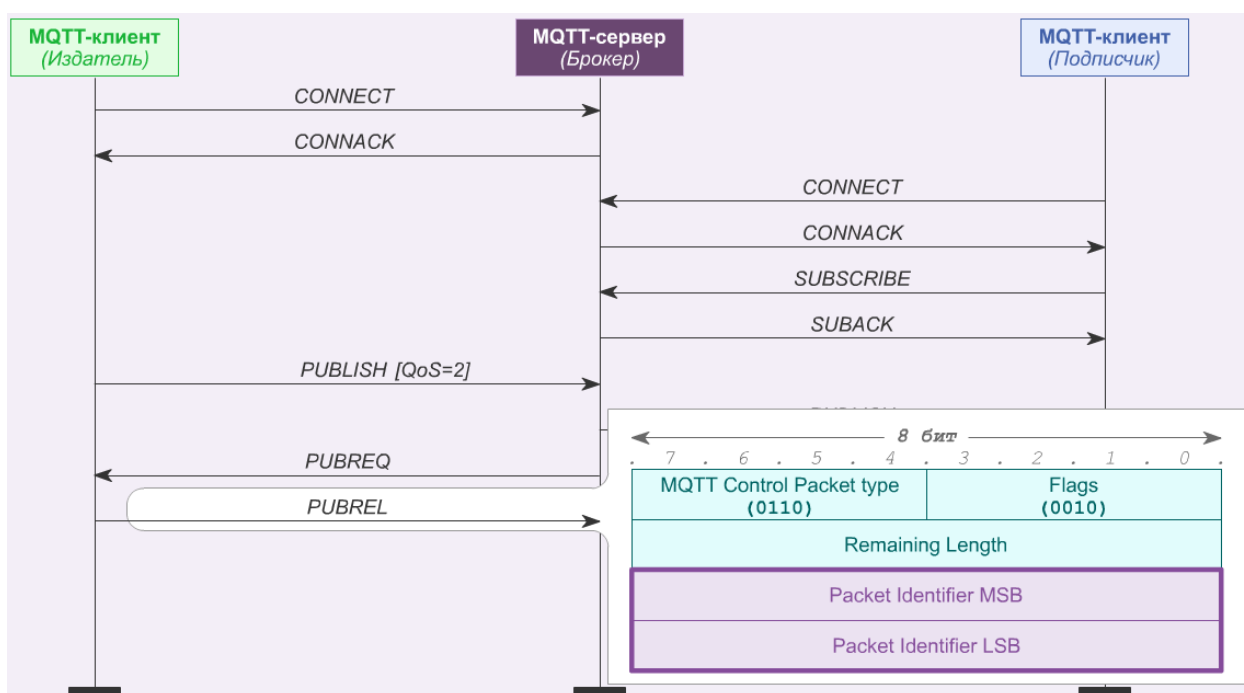 MQTT-клиент
(Издатель)
MQTT-сервер
(Брокер)
MQTT-клиент
(Подписчик)
CONNECT
CONNACK
CONNECT
CONNACK
SUBSCRIBE
SUBACK
PUBLISH [QoS=2]
PUBREQ
PUBREL
8 бит
. 7 . 6 . 5 . 4 . 3 . 2 . 1 . 0 .
MQTT Control Packet type
(0110)
Flags
(0010)
Remaining Length
Packet Identifier MSB
Packet Identifier LSB